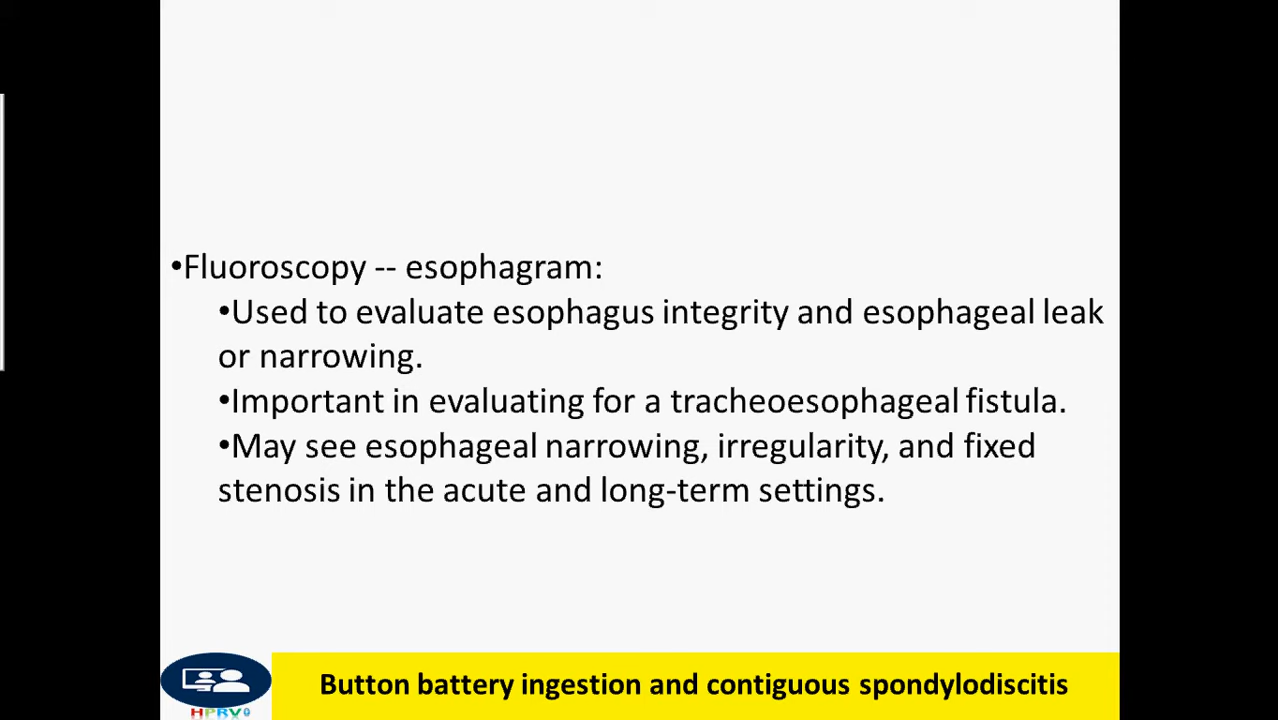 •Fluoroscopy -- esophagram:
•Used to evaluate esophagus integrity and esophageal leak
or narrowing.
•Important in evaluating for a tracheoesophageal fistula.
•May see esophageal narrowing, irregularity, and fixed
stenosis in the acute and long-term settings.
Button battery ingestion and contiguous spondylodiscitis